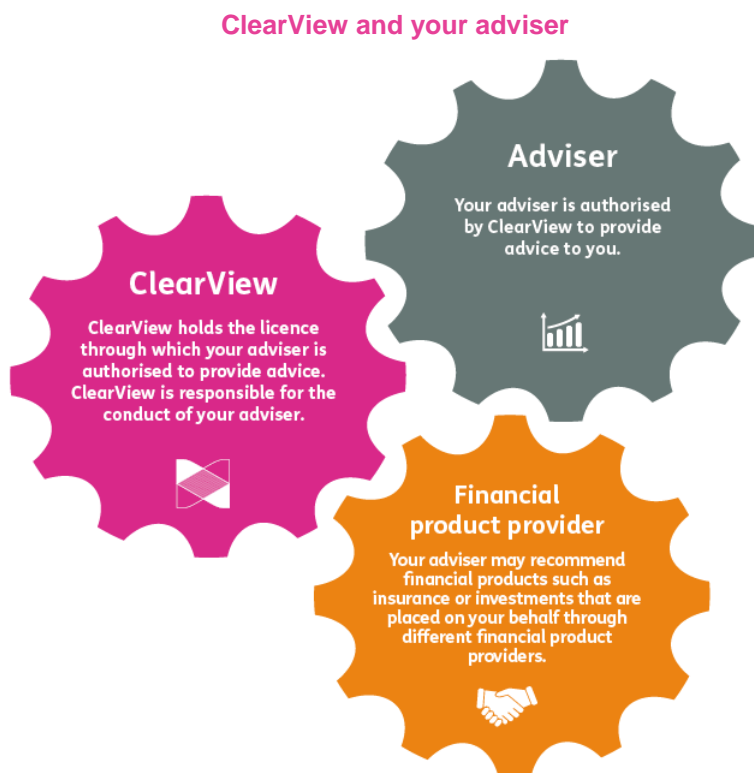 ClearView and your adviser
Adviser
Your adviser is authorised
by ClearView to provide
advice to you.
ClearView
ClearView holds the licence
through which your adviser is
authorised to provide advice.
ClearView is responsible for the
conduct of your adviser.
Financial
product provider
Your adviser may recommend
financial products such as
insurance or investments that are
placed on your behalf through
different financial product
providers.